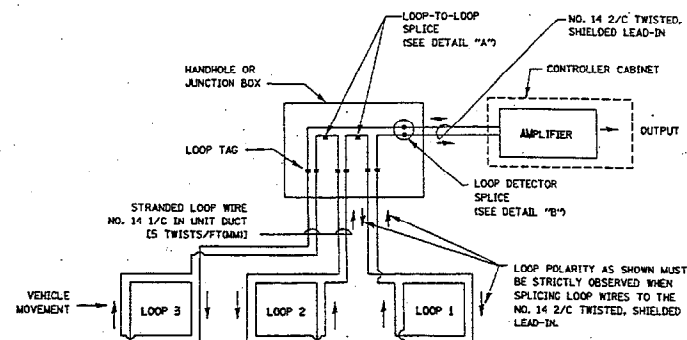 LOOP-TO-LOOP
SPLICE
(SEE DETAIL "A")
NO. 14 2/C TWISTED,
SHIELDED LEAD-IN
HANDHOLE OR
JUNCTION BOX
CONTROLLER CABINET
AMPLIFIER
OUTPUT
LOOP TAG
LOOP DETECTOR
SPLICE
(SEE DETAIL "B")
STRANDED LOOP WIRE
NO. 14 1/C IN UNIT DUCT
[5 TWISTS/FT(MM)]
LOOP POLARITY AS SHOWN MUST
BE STRICTLY OBSERVED WHEN
SPLICING LOOP WIRES TO THE
NO. 14 2/C TWISTED, SHIELDED
LEAD-IN.
VEHICLE
MOVEMENT
LOOP 3
LOOP 2
LOOP 1